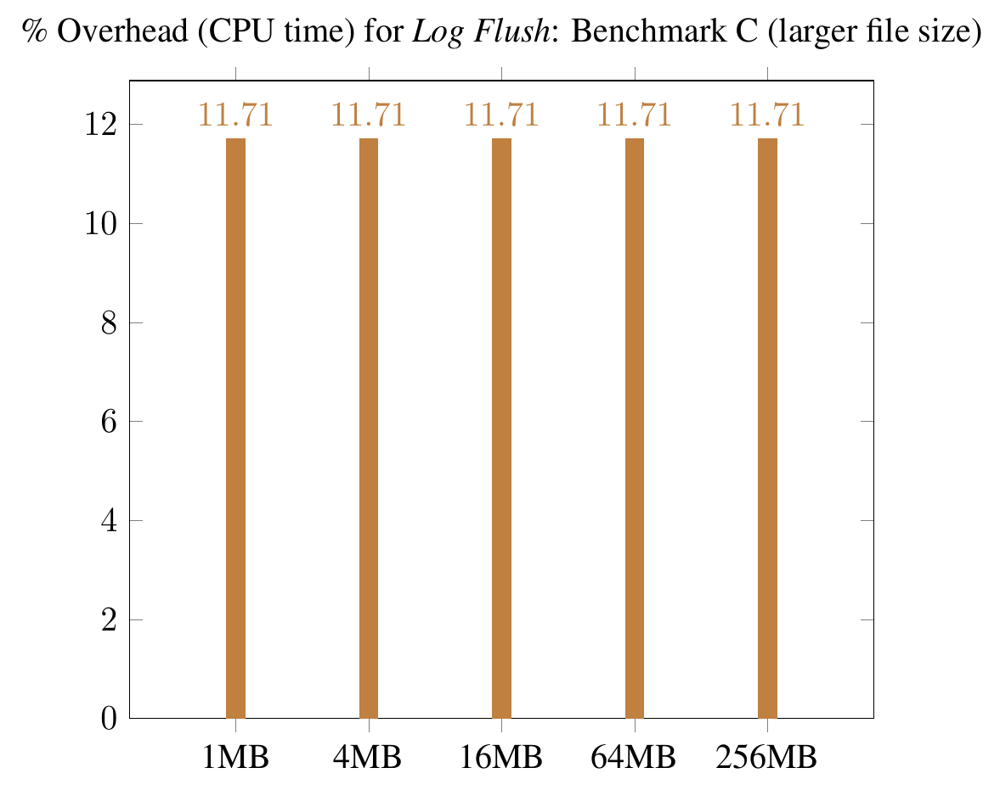 % Overhead (CPU time) for Log Flush: Benchmark C (larger file size)
11.71 11.71 11.71 11.71 11.71
12
10
8
6
4
2
0
1MB 4MB 16MB 64MB 256MB